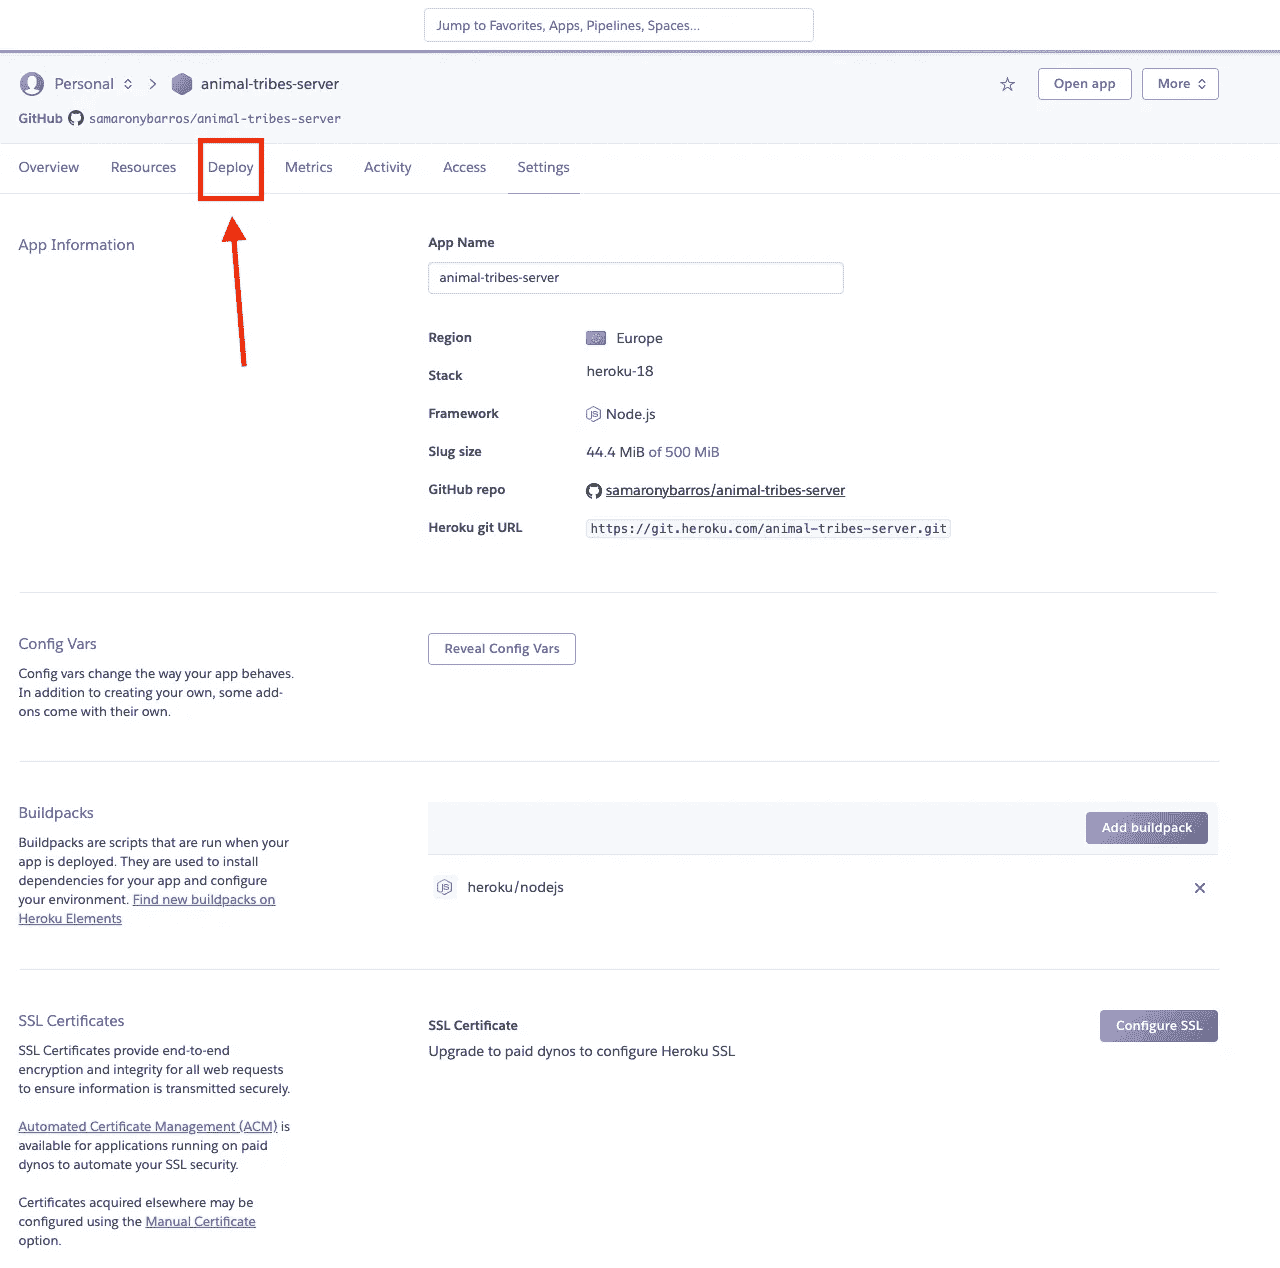 Jump to Favorites, Apps, Pipelines, Spaces...
Personal
animal-tribes-server
Open app
More
GitHub samaronybarros/animal-tribes-server
Overview Resources Deploy Metrics Activity Access Settings
App Information
App Name
animal-tribes-server
Region Europe
Stack heroku-18
Framework Node.js
Slug size 44.4 MiB of 500 MiB
GitHub repo samaronybarros/animal-tribes-server
Heroku git URL https://git.heroku.com/animal-tribes-server.git
Config Vars
Config vars change the way your app behaves.
In addition to creating your own, some add-
ons come with their own.
Reveal Config Vars
Buildpacks
Buildpacks are scripts that are run when your
app is deployed. They are used to install
dependencies for your app and configure
your environment. Find new buildpacks on
Heroku Elements
Add buildpack
heroku/nodejs
SSL Certificates
SSL Certificates provide end-to-end
encryption and integrity for all web requests
to ensure information is transmitted securely.
Automated Certificate Management (ACM) is
available for applications running on paid
dynos to automate your SSL security.
Certificates acquired elsewhere may be
configured using the Manual Certificate
option.
SSL Certificate
Upgrade to paid dynos to configure Heroku SSL
Configure SSL